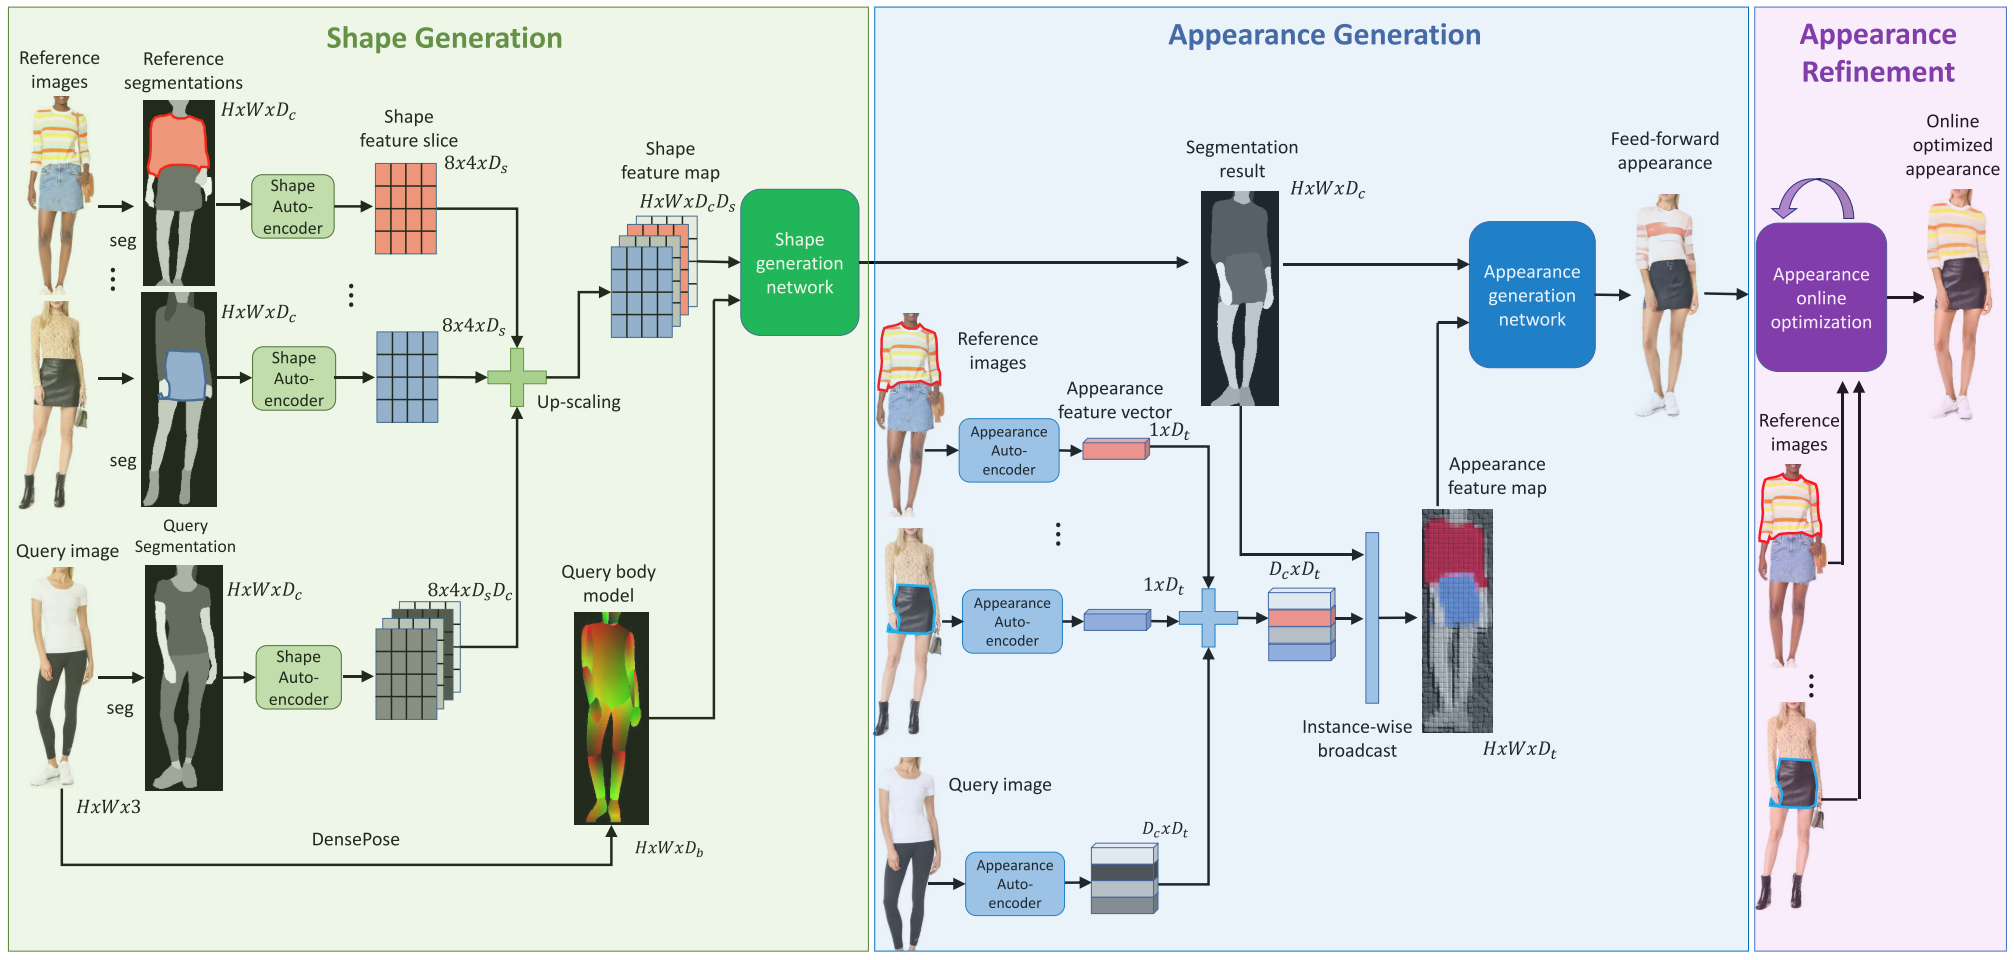 Shape Generation
Reference
images
Reference
segmentations
HxWxD_c
seg
Shape
Auto-
encoder
Shape
feature slice
8x4xD_s
HxWxD_c
seg
Shape
Auto-
encoder
8x4xD_s
Up-scaling
Shape
feature map
HxWxD_cD_s
Shape
generation
network
Query image
Query
Segmentation
HxWxD_c
seg
HxWx3
Shape
Auto-
encoder
8x4xD_sD_c
Query body
model
DensePose
HxWxD_b
Appearance Generation
Segmentation
result
HxWxD_c
Reference
images
Appearance
Auto-
encoder
Appearance
feature vector
1xD_t
Appearance
Auto-
encoder
1xD_t
D_cxD_t
Query image
Appearance
Auto-
encoder
D_cxD_t
Instance-wise
broadcast
Appearance
feature map
HxWxD_t
Appearance
generation
network
Feed-forward
appearance
Appearance
Refinement
Online
optimized
appearance
Appearance
online
optimization
Reference
images